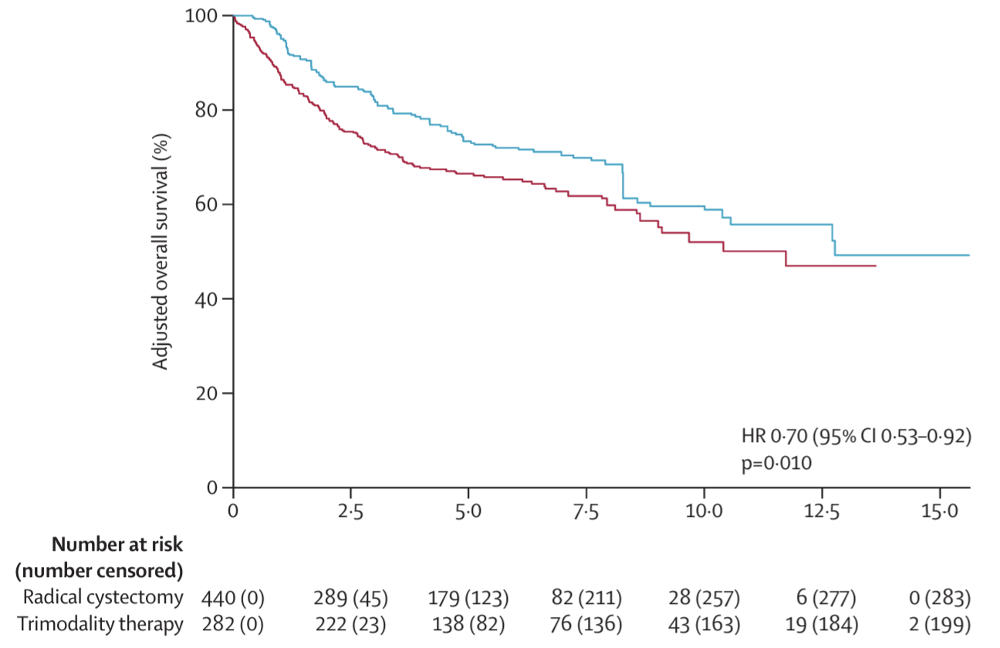 100
80
60
40
20
0
Adjusted overall survival (%)
HR 0·70 (95% CI 0·53–0·92)
p=0·010
0 2·5 5·0 7·5 10·0 12·5 15·0
Number at risk
(number censored)
Radical cystectomy 440 (0) 289 (45) 179 (123) 82 (211) 28 (257) 6 (277) 0 (283)
Trimodality therapy 282 (0) 222 (23) 138 (82) 76 (136) 43 (163) 19 (184) 2 (199)